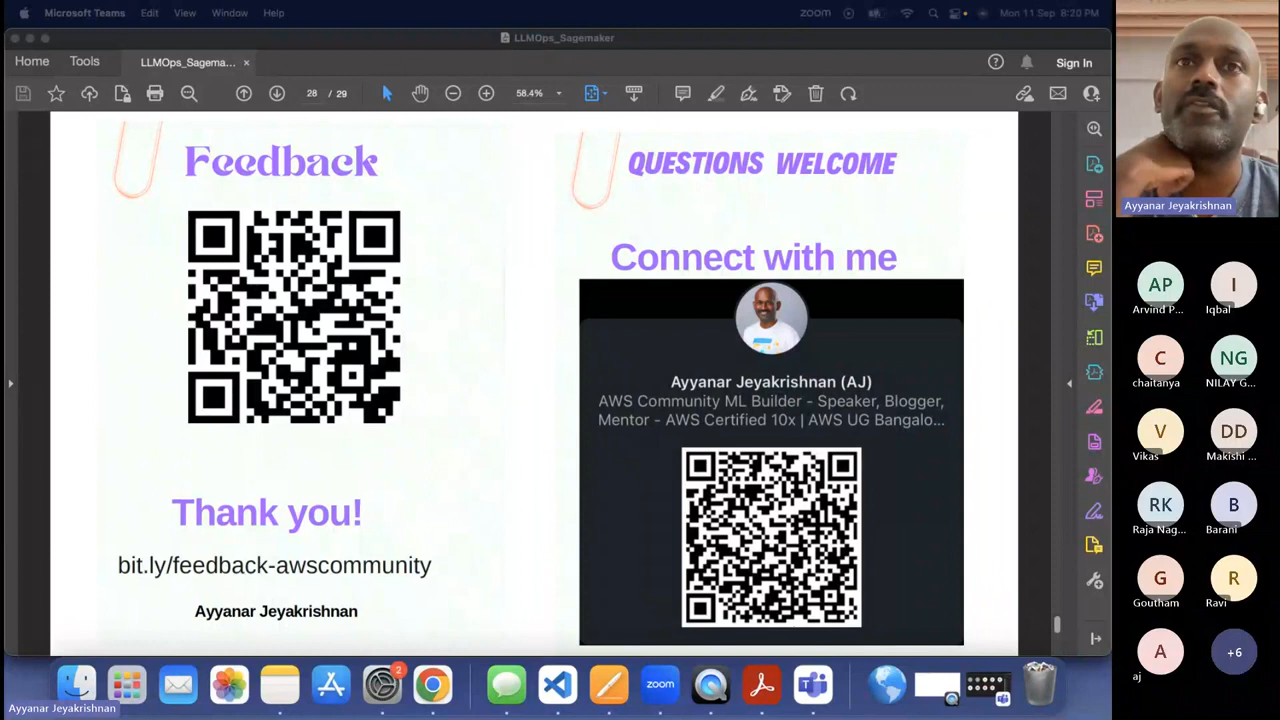 Microsoft Teams Edit View Window Help
zoom Mon 11 Sep 8:20 PM
LLMOps_Sagemaker
Home Tools LLMOps_Sagema... ×
Sign In
28 / 29
58.4%
Feedback
Thank you!
bit.ly/feedback-awscommunity
Ayyanar Jeyakrishnan
QUESTIONS WELCOME
Connect with me
Ayyanar Jeyakrishnan (AJ)
AWS Community ML Builder - Speaker, Blogger,
Mentor - AWS Certified 10x | AWS UG Bangalo...
Ayyanar Jeyakrishnan
AP I
Arvind P... Iqbal
C NG
chaitanya NILAY G...
V DD
Vikas Makishi ...
RK B
Raja Nag... Barani
G R
Goutham Ravi
A +6
aj
2
zoom
Ayyanar Jeyakrishnan